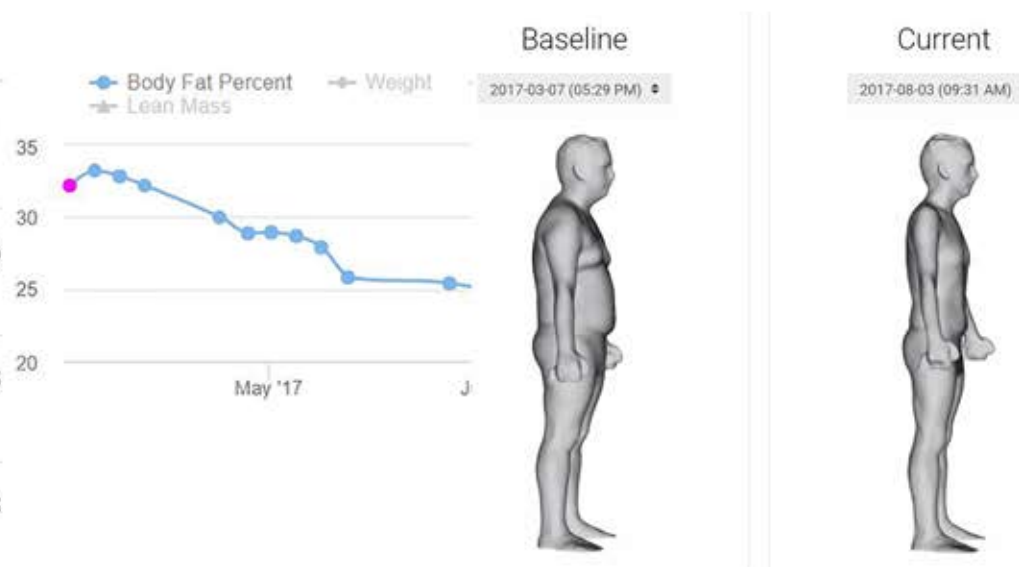 Body Fat Percent
Weight
Lean Mass
35
30
25
20
May '17
J
Baseline
2017-03-07 (05:29 PM)
Current
2017-08-03 (09:31 AM)